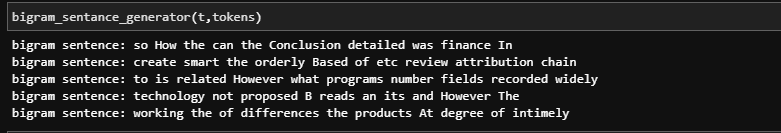 bigram_sentance_generator(t,tokens)
bigram sentence: so How the can the Conclusion detailed was finance In
bigram sentence: create smart the orderly Based of etc review attribution chain
bigram sentence: to is related However what programs number fields recorded widely
bigram sentence: technology not proposed B reads an its and However The
bigram sentence: working the of differences the products At degree of intimely